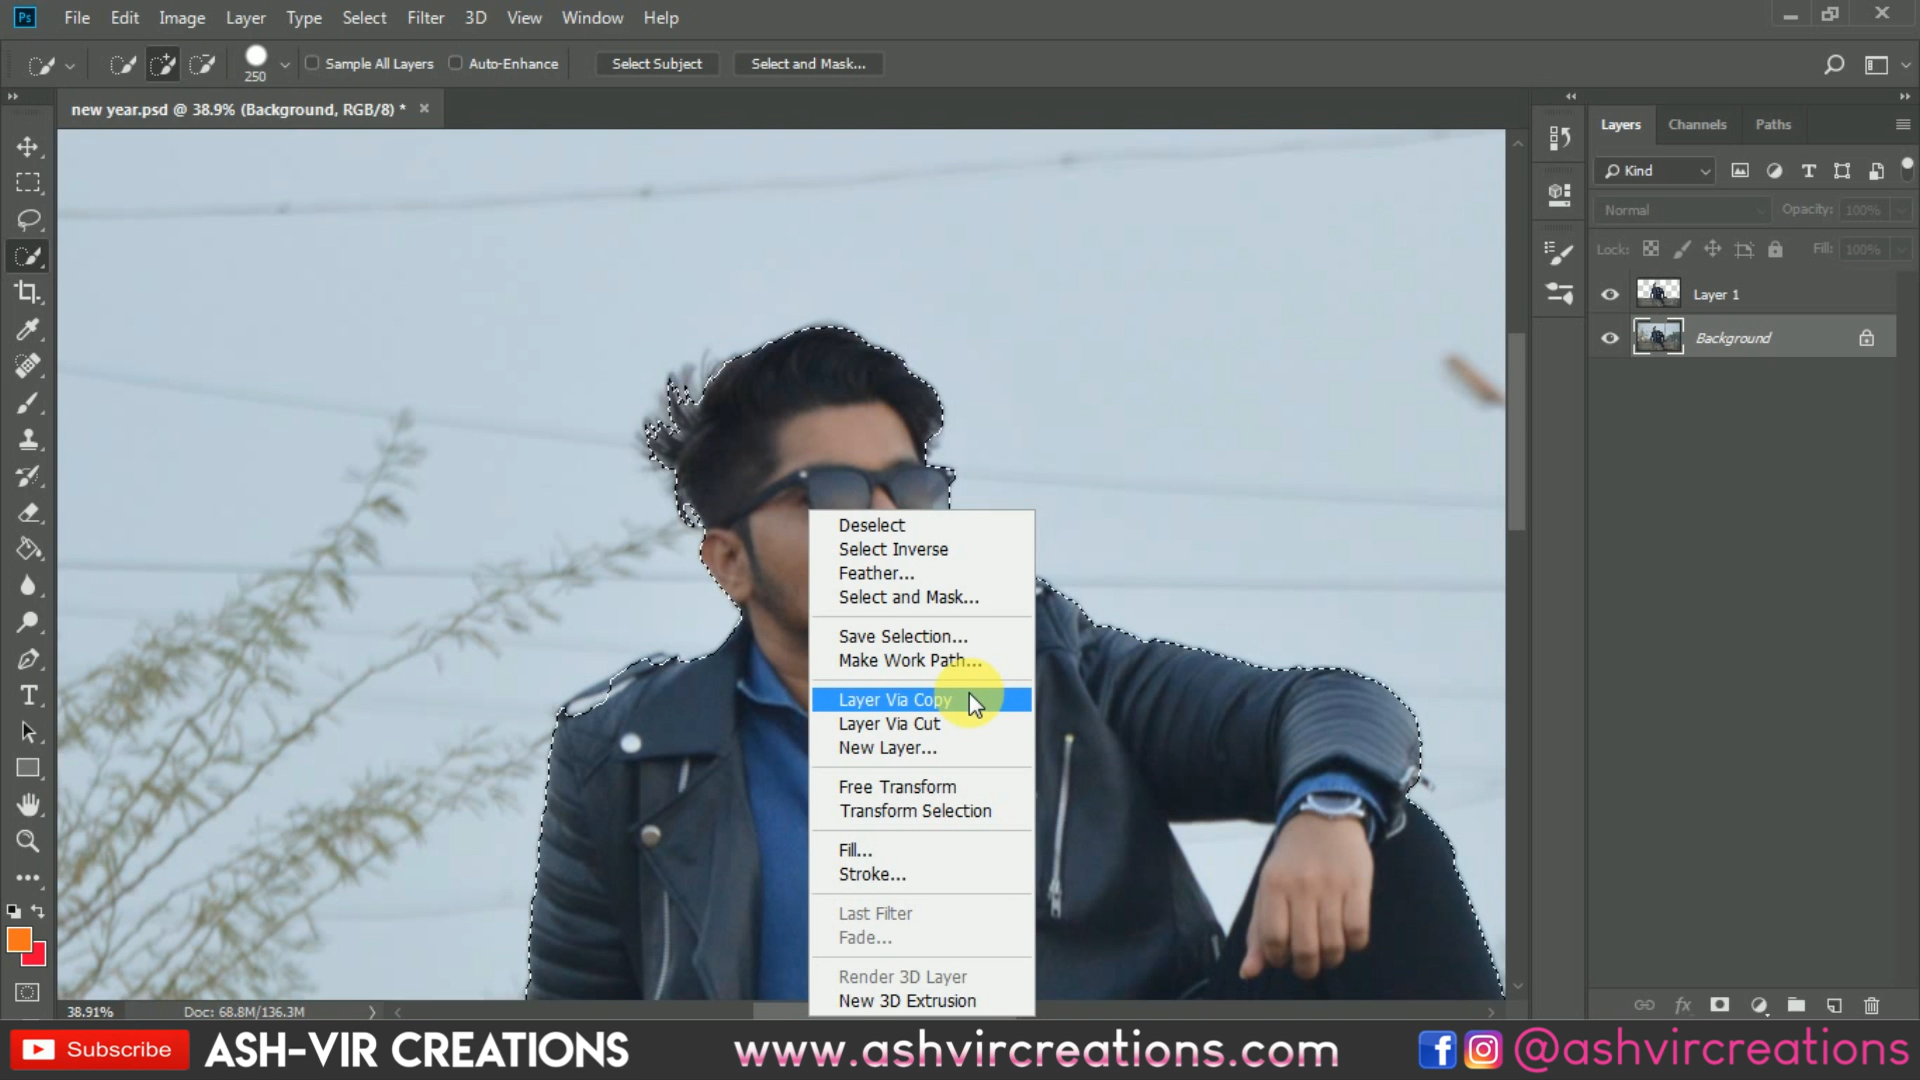 Ps File Edit Image Layer Type Select Filter 3D View Window Help
250 Sample All Layers Auto-Enhance Select Subject Select and Mask...
new year.psd @ 38.9% (Background, RGB/8) *
Layers Channels Paths
Kind
Normal Opacity: 100%
Lock: Fill: 100%
Layer 1
Background
Deselect
Select Inverse
Feather...
Select and Mask...
Save Selection...
Make Work Path...
Layer Via Copy
Layer Via Cut
New Layer...
Free Transform
Transform Selection
Fill...
Stroke...
Last Filter
Fade...
Render 3D Layer
New 3D Extrusion
38.91% Doc: 68.8M/136.3M
fx
Subscribe ASH-VIR CREATIONS www.ashvircreations.com @ashvircreations